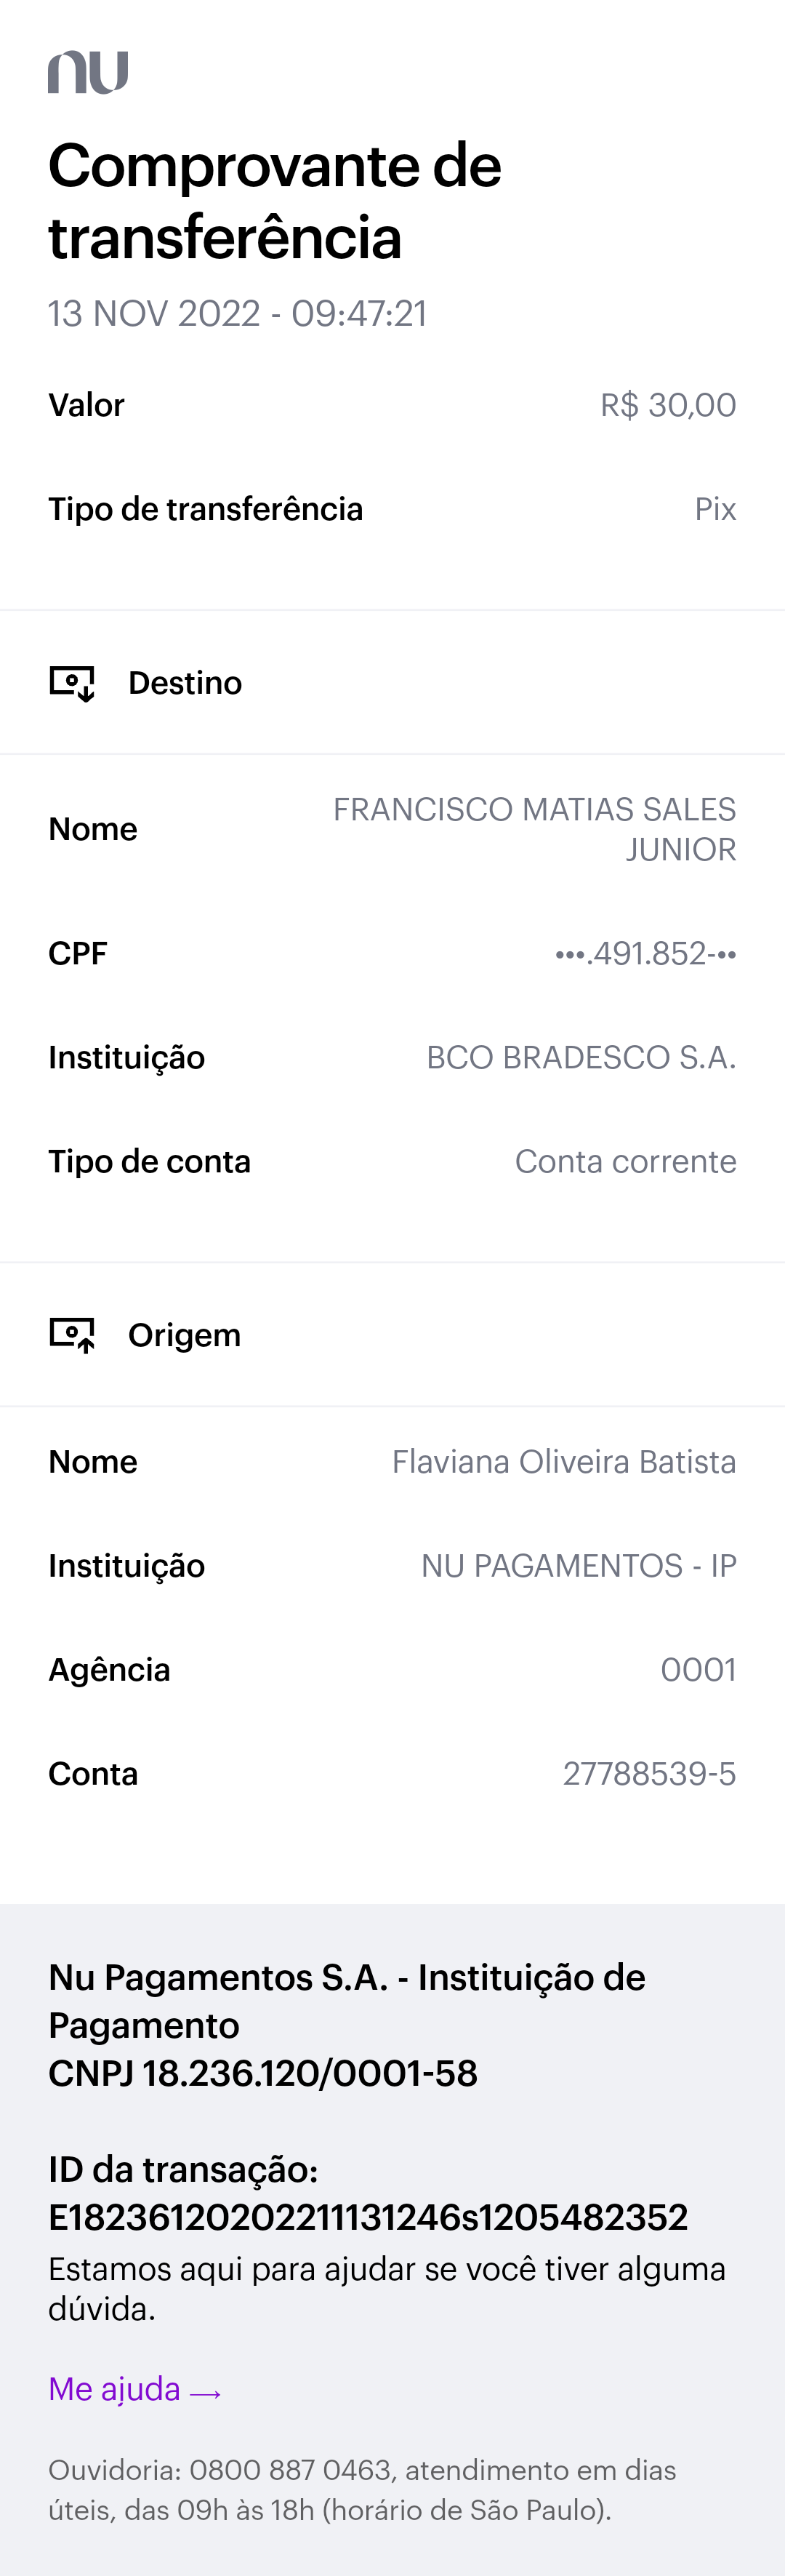 nu
Comprovante de
transferência
13 NOV 2022 - 09:47:21
Valor R$ 30,00
Tipo de transferência Pix
Destino
Nome FRANCISCO MATIAS SALES
JUNIOR
CPF •••.491.852-••
Instituição BCO BRADESCO S.A.
Tipo de conta Conta corrente
Origem
Nome Flaviana Oliveira Batista
Instituição NU PAGAMENTOS - IP
Agência 0001
Conta 27788539-5
Nu Pagamentos S.A. - Instituição de
Pagamento
CNPJ 18.236.120/0001-58
ID da transação:
E18236120202211131246s1205482352
Estamos aqui para ajudar se você tiver alguma
dúvida.
Me ajuda →
Ouvidoria: 0800 887 0463, atendimento em dias
úteis, das 09h às 18h (horário de São Paulo).